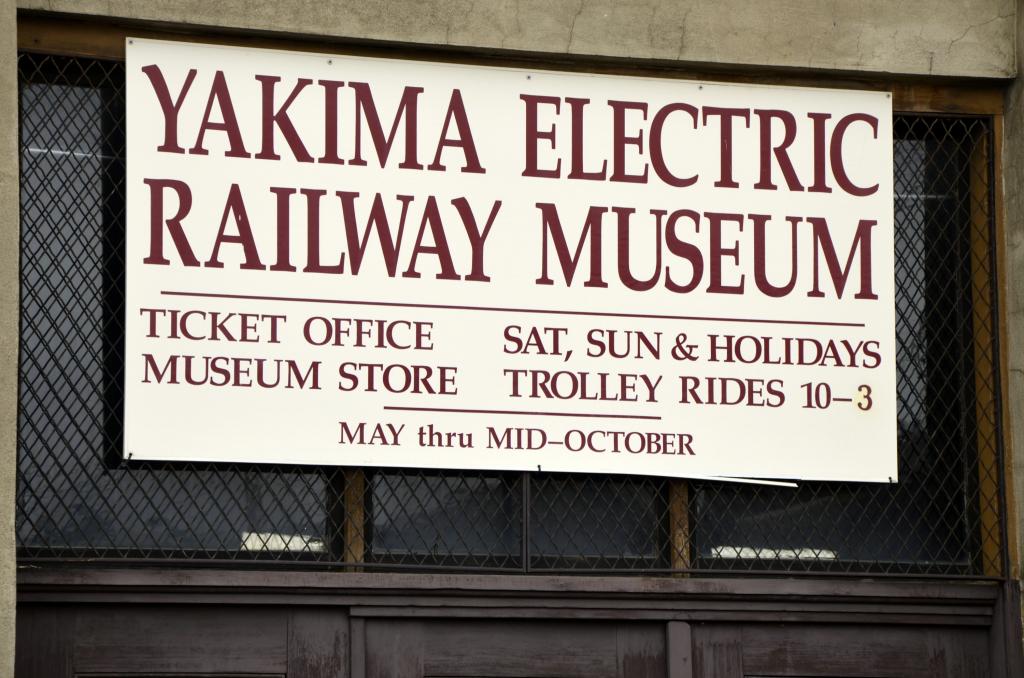 YAKIMA ELECTRIC
RAILWAY MUSEUM
TICKET OFFICE
MUSEUM STORE
SAT, SUN & HOLIDAYS
TROLLEY RIDES 10–3
MAY thru MID–OCTOBER